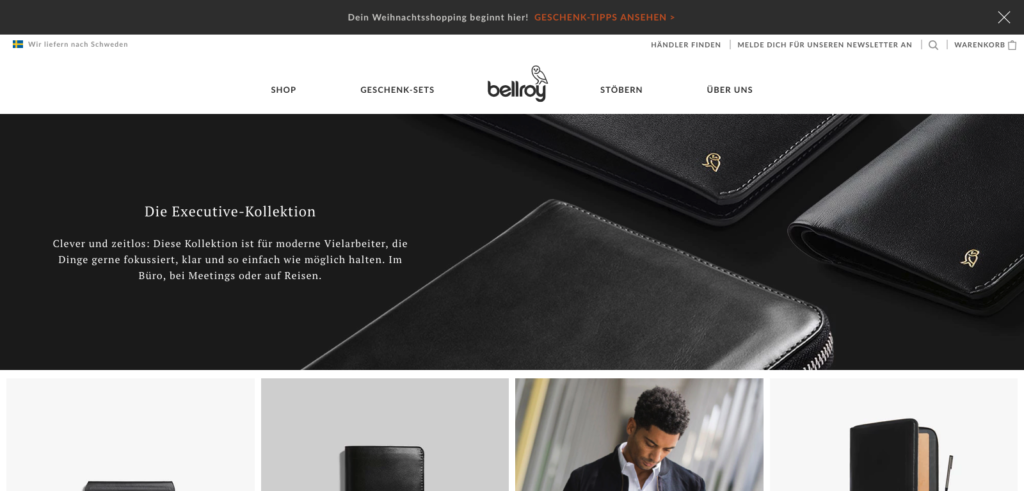 Dein Weihnachtsshopping beginnt hier! GESCHENK-TIPPS ANSEHEN >
Wir liefern nach Schweden
HÄNDLER FINDEN
MELDE DICH FÜR UNSEREN NEWSLETTER AN
WARENKORB
SHOP
GESCHENK-SETS
bellroy
STÖBERN
ÜBER UNS
Die Executive-Kollektion
Clever und zeitlos: Diese Kollektion ist für moderne Vielarbeiter, die
Dinge gerne fokussiert, klar und so einfach wie möglich halten. Im
Büro, bei Meetings oder auf Reisen.